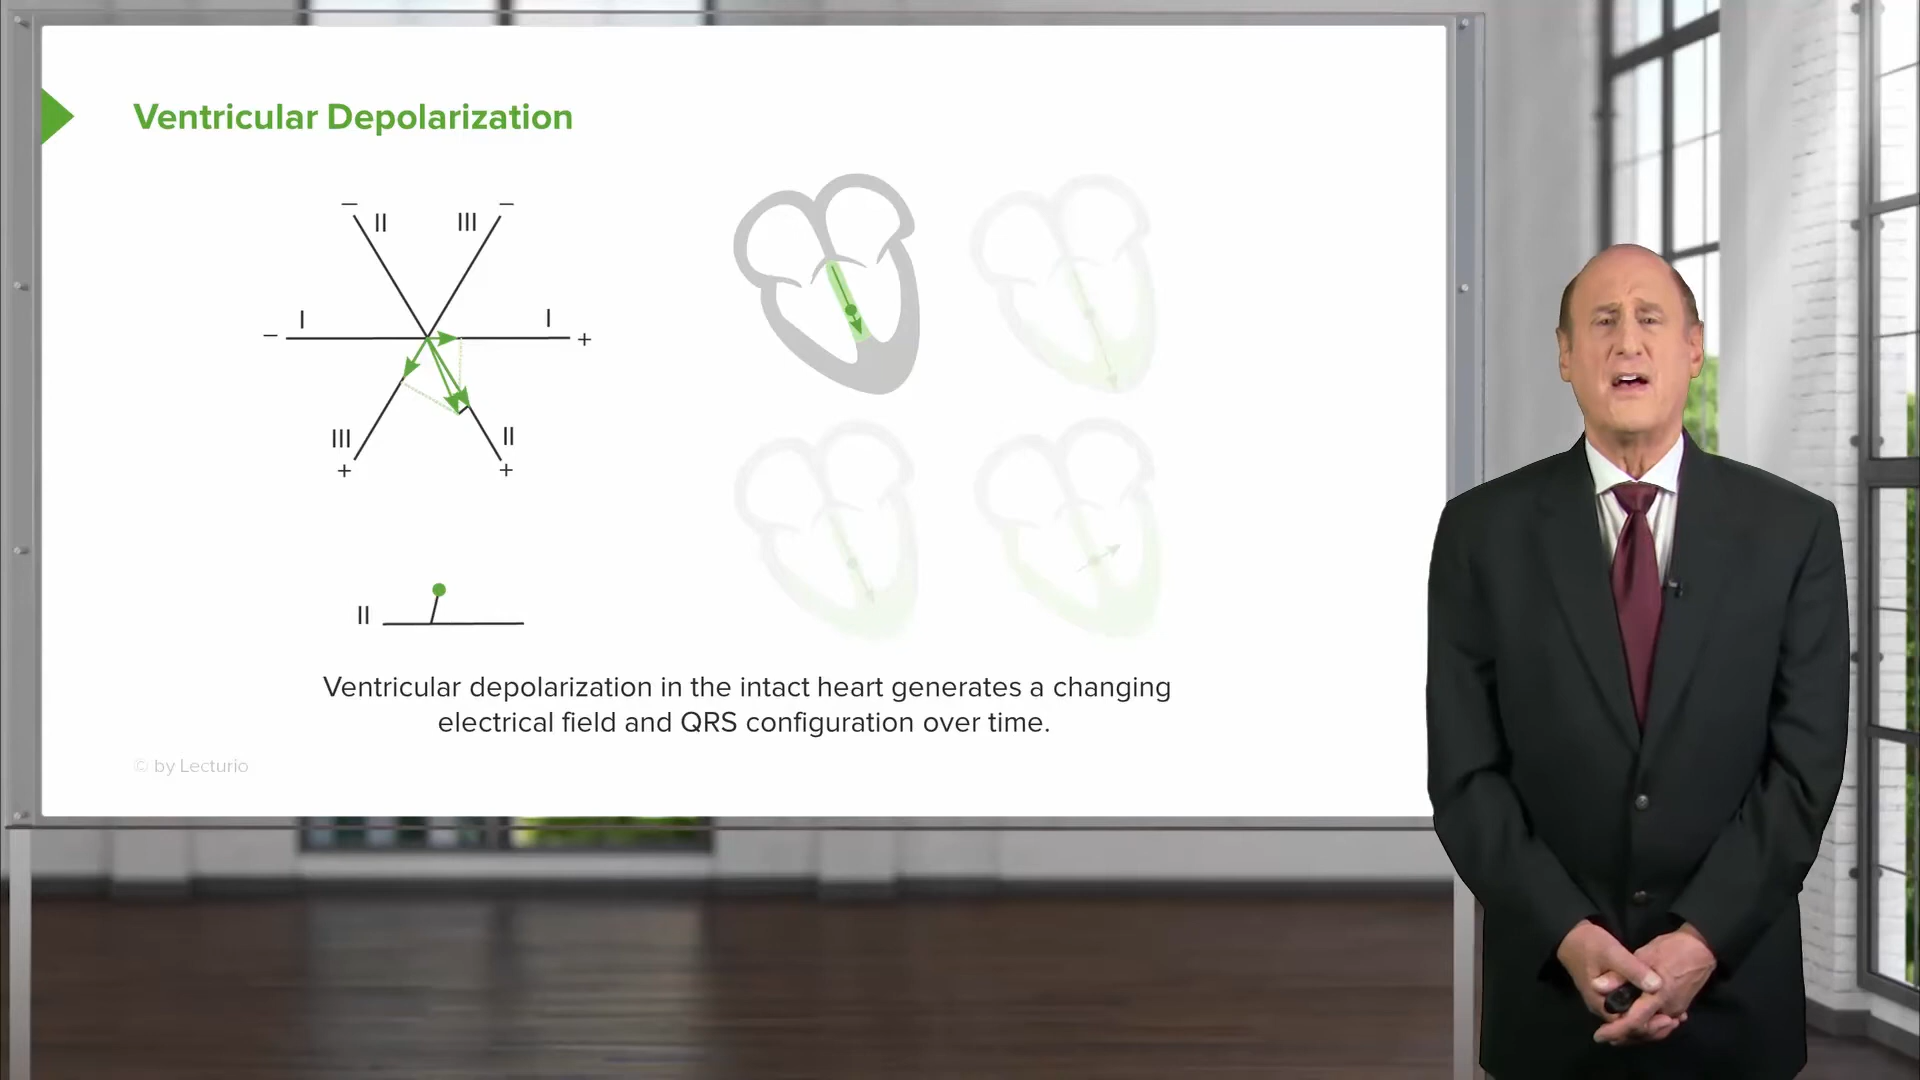 Ventricular Depolarization
− −
II III
I I
− +
III II
+ +
II
Ventricular depolarization in the intact heart generates a changing
electrical field and QRS configuration over time.
© by Lecturio